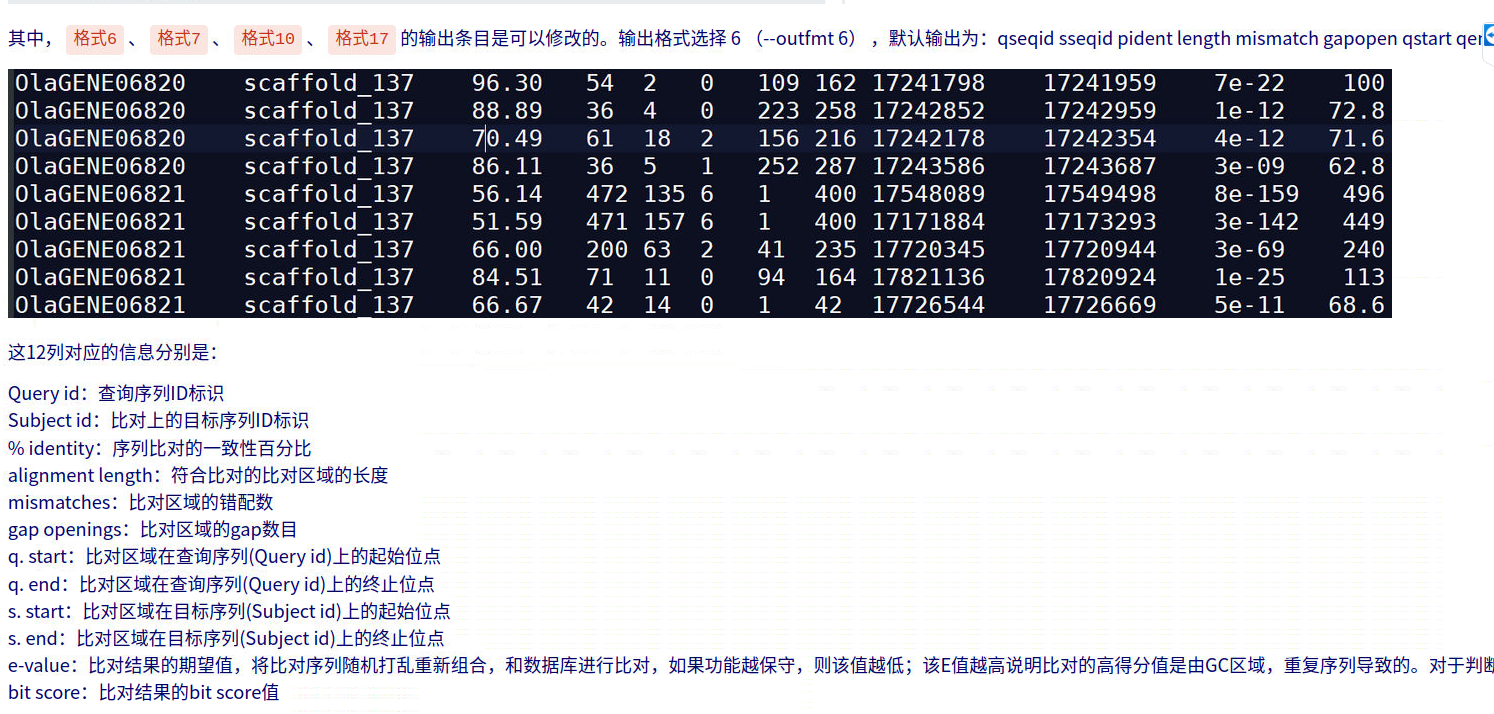 其中， 格式6 、 格式7 、 格式10 、 格式17 的输出条目是可以修改的。输出格式选择 6 （--outfmt 6） ，默认输出为：qseqid sseqid pident length mismatch gapopen qstart
OlaGENE06820 scaffold_137 96.30 54 2 0 109 162 17241798 17241959 7e-22 100
OlaGENE06820 scaffold_137 88.89 36 4 0 223 258 17242852 17242959 1e-12 72.8
OlaGENE06820 scaffold_137 70.49 61 18 2 156 216 17242178 17242354 4e-12 71.6
OlaGENE06820 scaffold_137 86.11 36 5 1 252 287 17243586 17243687 3e-09 62.8
OlaGENE06821 scaffold_137 56.14 472 135 6 1 400 17548089 17549498 8e-159 496
OlaGENE06821 scaffold_137 51.59 471 157 6 1 400 17171884 17173293 3e-142 449
OlaGENE06821 scaffold_137 66.00 200 63 2 41 235 17720345 17720944 3e-69 240
OlaGENE06821 scaffold_137 84.51 71 11 0 94 164 17821136 17820924 1e-25 113
OlaGENE06821 scaffold_137 66.67 42 14 0 1 42 17726544 17726669 5e-11 68.6
这12列对应的信息分别是：
Query id：查询序列ID标识
Subject id：比对上的目标序列ID标识
% identity：序列比对的一致性百分比
alignment length：符合比对的比对区域的长度
mismatches：比对区域的错配数
gap openings：比对区域的gap数目
q. start：比对区域在查询序列(Query id)上的起始位点
q. end：比对区域在查询序列(Query id)上的终止位点
s. start：比对区域在目标序列(Subject id)上的起始位点
s. end：比对区域在目标序列(Subject id)上的终止位点
e-value：比对结果的期望值，将比对序列随机打乱重新组合，和数据库进行比对，如果功能越保守，则该值越低；该E值越高说明比对的高得分值是由GC区域，重复序列导致的。对于判断
bit score：比对结果的bit score值